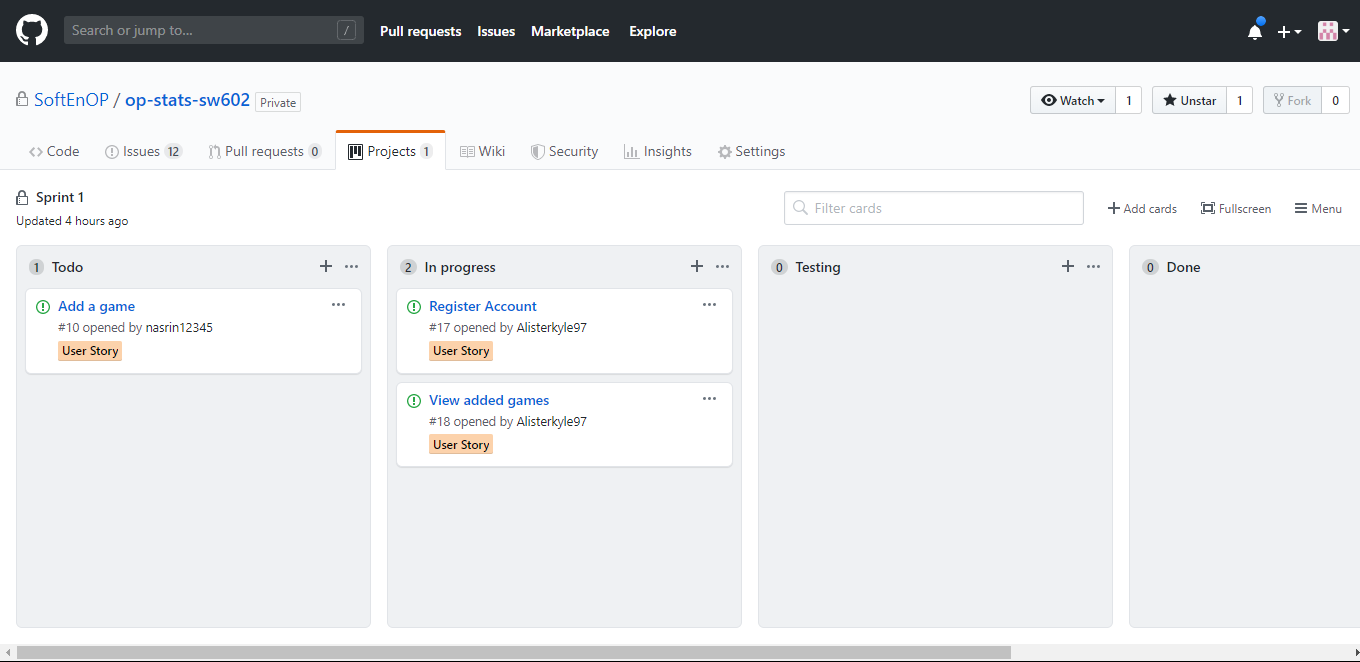 Search or jump to... / Pull requests Issues Marketplace Explore
SoftEnOP / op-stats-sw602 Private Watch 1 Unstar 1 Fork 0
Code Issues 12 Pull requests 0 Projects 1 Wiki Security Insights Settings
Sprint 1
Updated 4 hours ago
Filter cards Add cards Fullscreen Menu
1 Todo
Add a game
#10 opened by nasrin12345
User Story
2 In progress
Register Account
#17 opened by Alisterkyle97
User Story
View added games
#18 opened by Alisterkyle97
User Story
0 Testing
0 Done